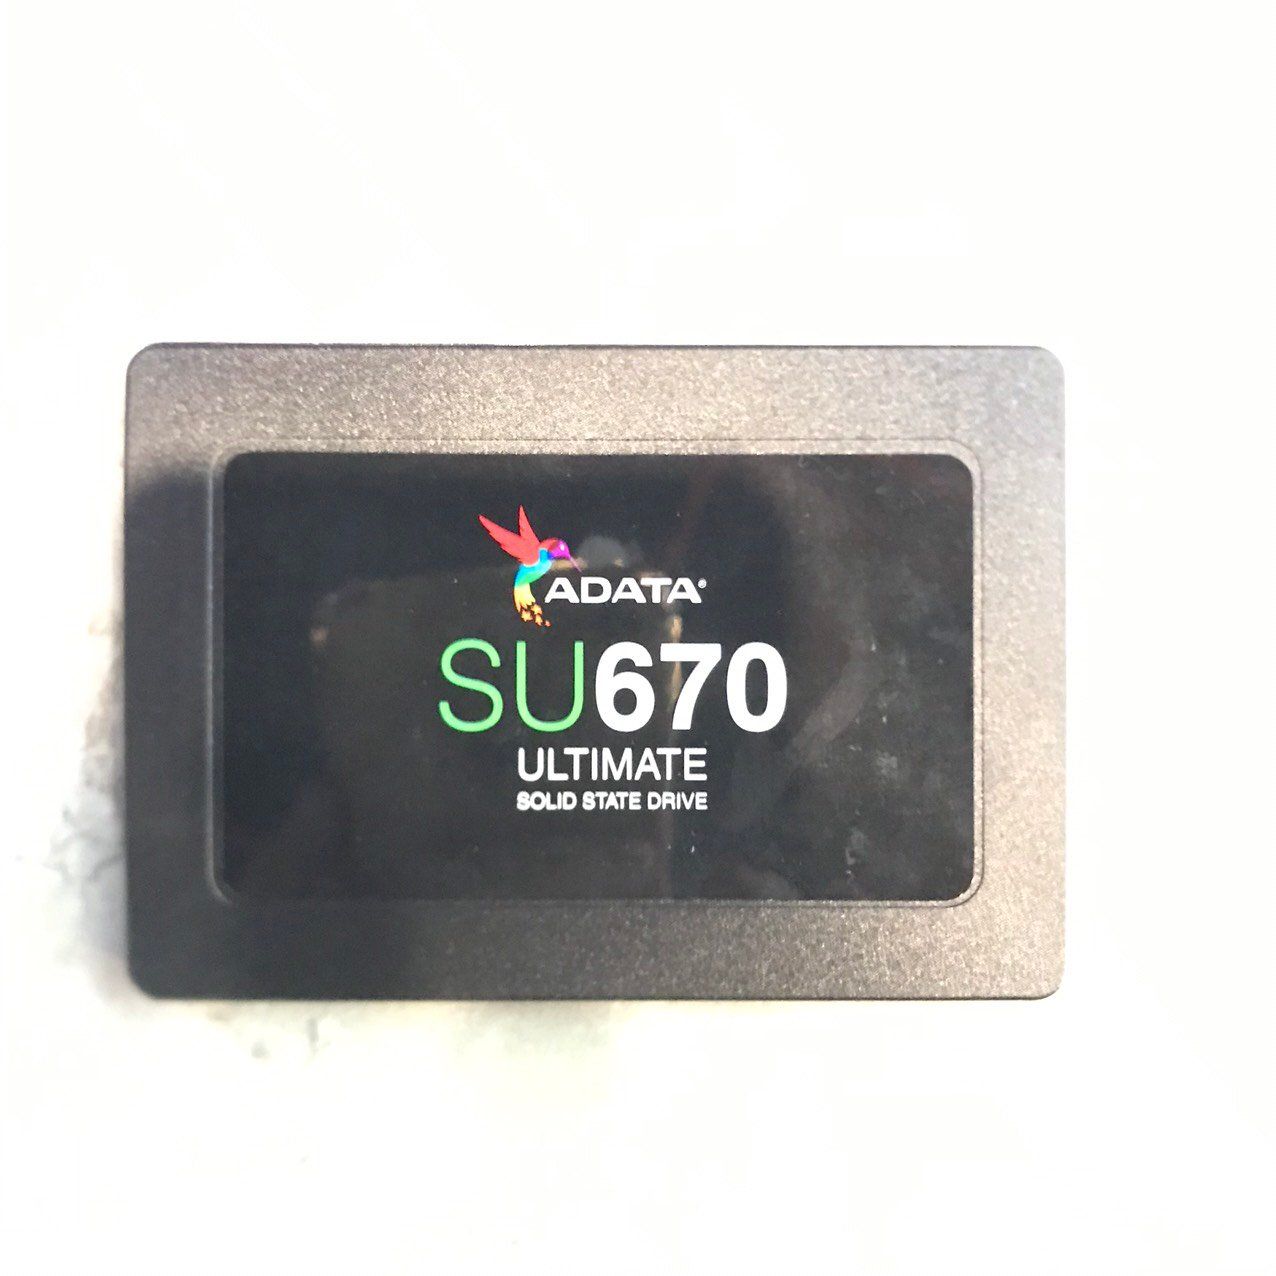 ADATA®
SU670
ULTIMATE
SOLID STATE DRIVE